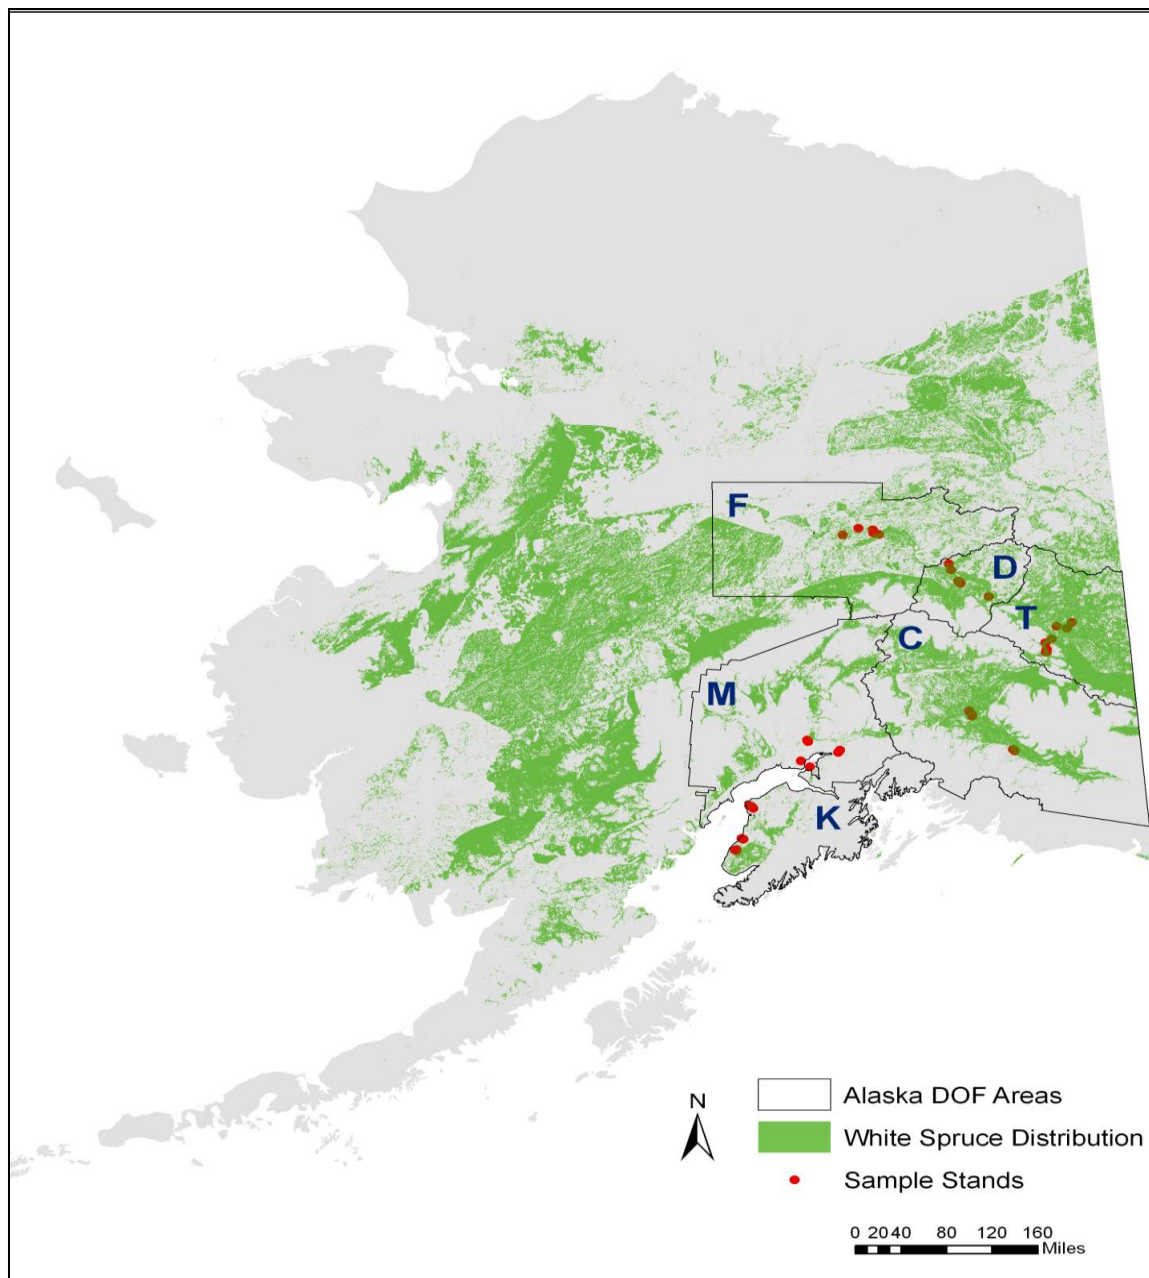 F
D
T
C
M
K
N
Alaska DOF Areas
White Spruce Distribution
Sample Stands
0 20 40 80 120 160
Miles